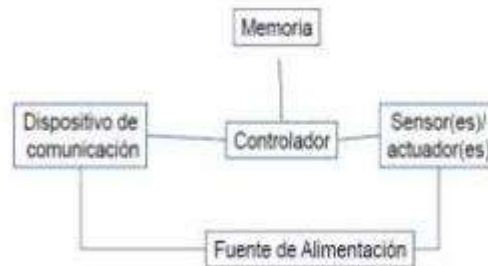 Memoria
Dispositivo de
comunicación
Controlador
Sensor(es)/
actuador(es)
Fuente de Alimentación